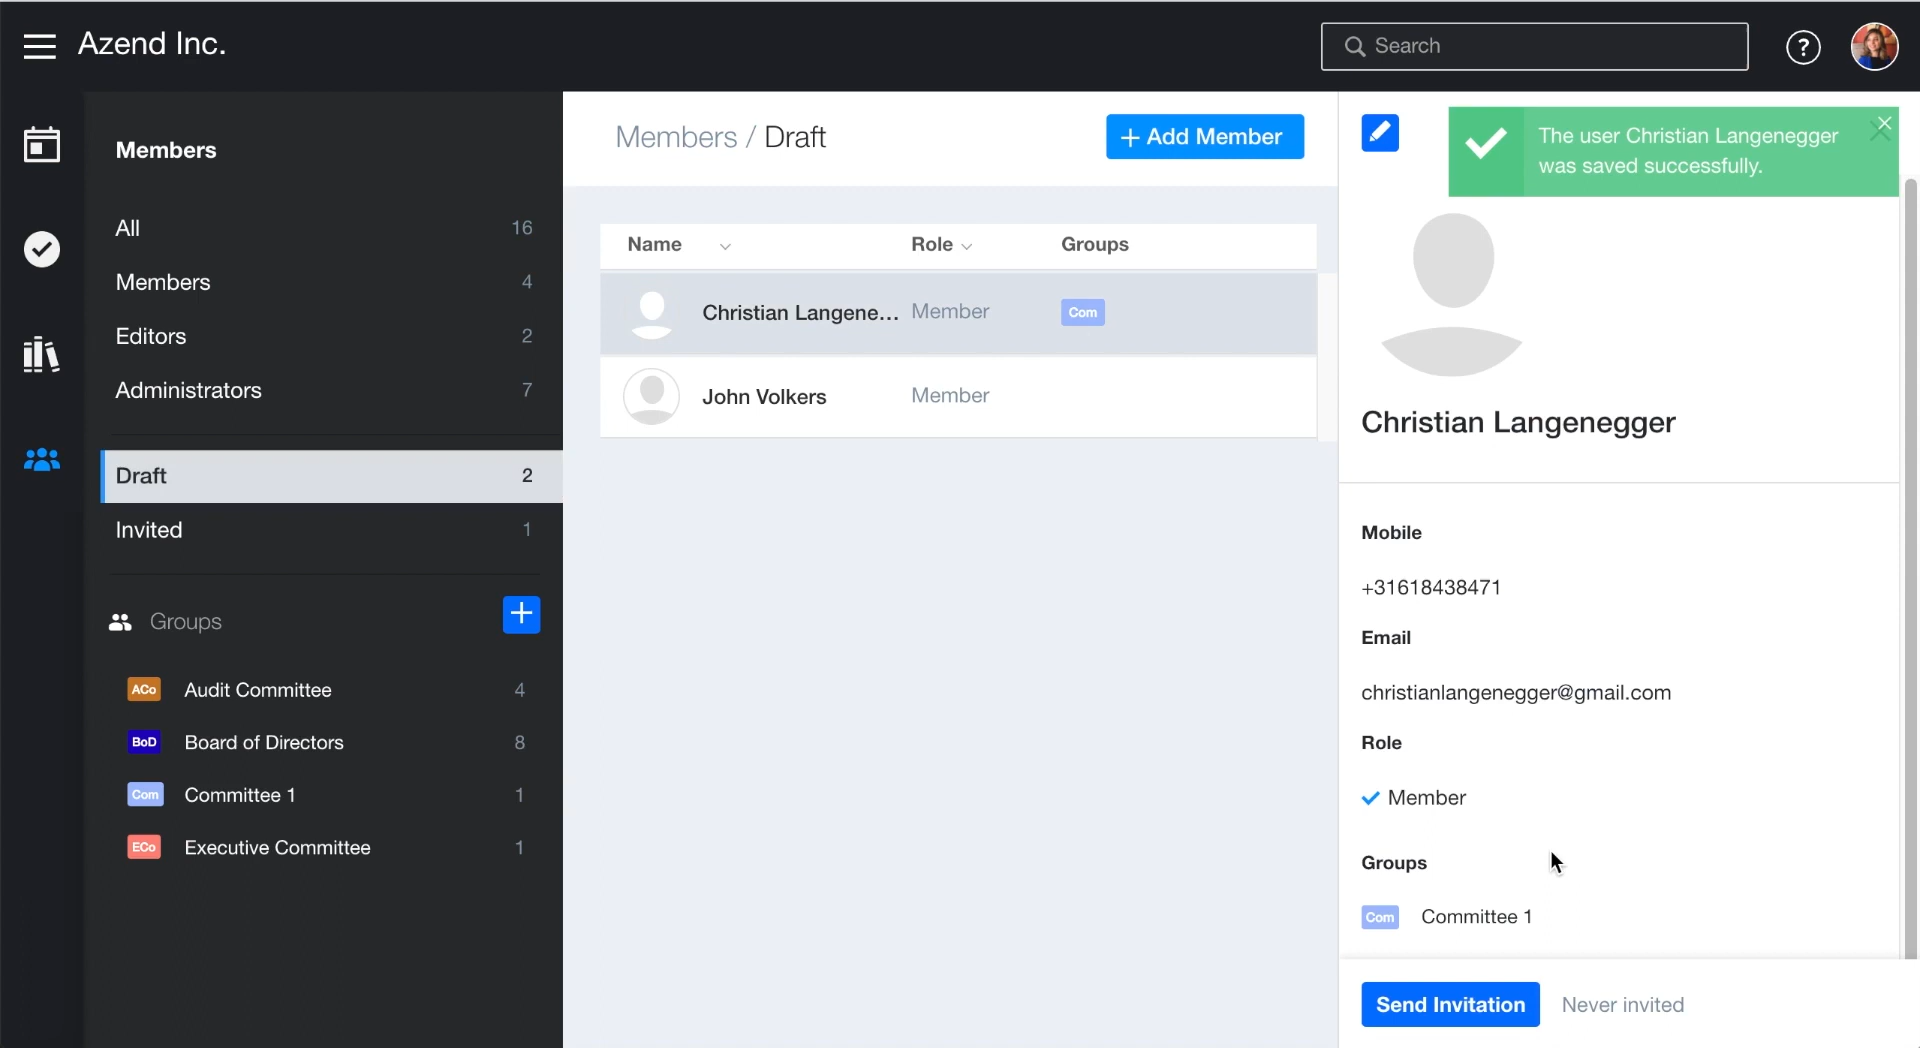 Azend Inc.
Search
?
Members
All 16
Members 4
Editors 2
Administrators 7
Draft 2
Invited 1
Groups
ACo Audit Committee 4
BoD Board of Directors 8
Com Committee 1 1
ECo Executive Committee 1
Members / Draft
+ Add Member
Name Role Groups
Christian Langene... Member Com
John Volkers Member
The user Christian Langenegger
was saved successfully.
Christian Langenegger
Mobile
+31618438471
Email
christianlangenegger@gmail.com
Role
Member
Groups
Com Committee 1
Send Invitation Never invited